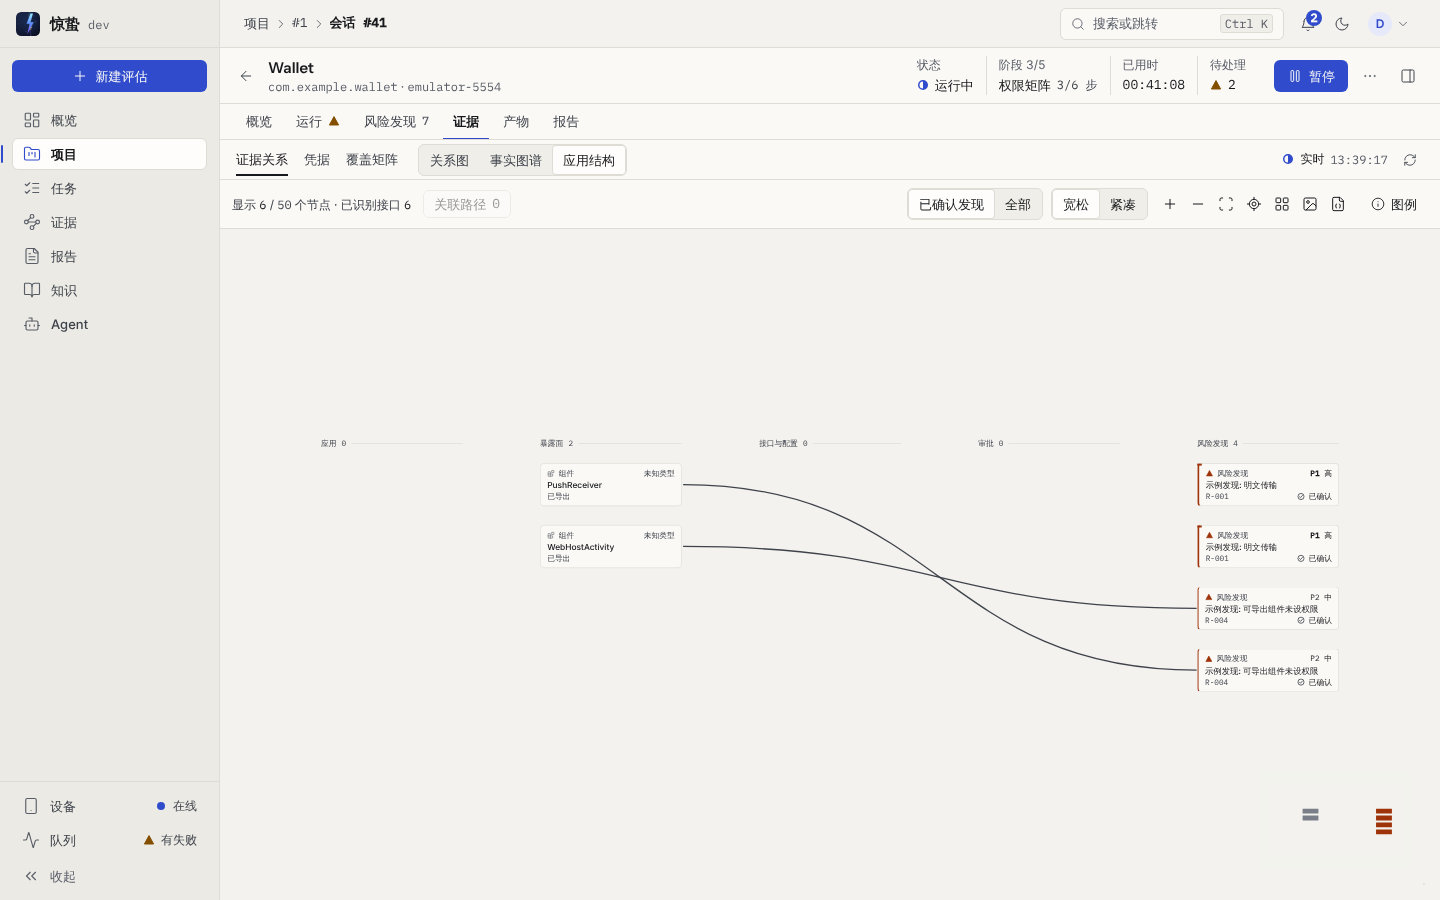 惊蛰 dev
新建评估
概览
项目
任务
证据
报告
知识
Agent
设备 在线
队列 有失败
收起
项目 > #1 > 会话 #41
搜索或跳转 Ctrl K
2
D
Wallet
com.example.wallet · emulator-5554
状态
运行中
阶段 3/5
权限矩阵 3/6 步
已用时
00:41:08
待处理
2
暂停
概览 运行 风险发现 7 证据 产物 报告
证据关系 凭据 覆盖矩阵 关系图 事实图谱 应用结构
实时 13:39:17
显示 6 / 50 个节点 · 已识别接口 6 关联路径 0
已确认发现 全部 宽松 紧凑 图例
应用 0
暴露面 2
接口与配置 0
审批 0
风险发现 4
组件 未知类型
PushReceiver
已导出
组件 未知类型
WebHostActivity
已导出
风险发现 P1 高
示例发现: 明文传输
R-001 已确认
风险发现 P1 高
示例发现: 明文传输
R-001 已确认
风险发现 P2 中
示例发现: 可导出组件未设权限
R-004 已确认
风险发现 P2 中
示例发现: 可导出组件未设权限
R-004 已确认